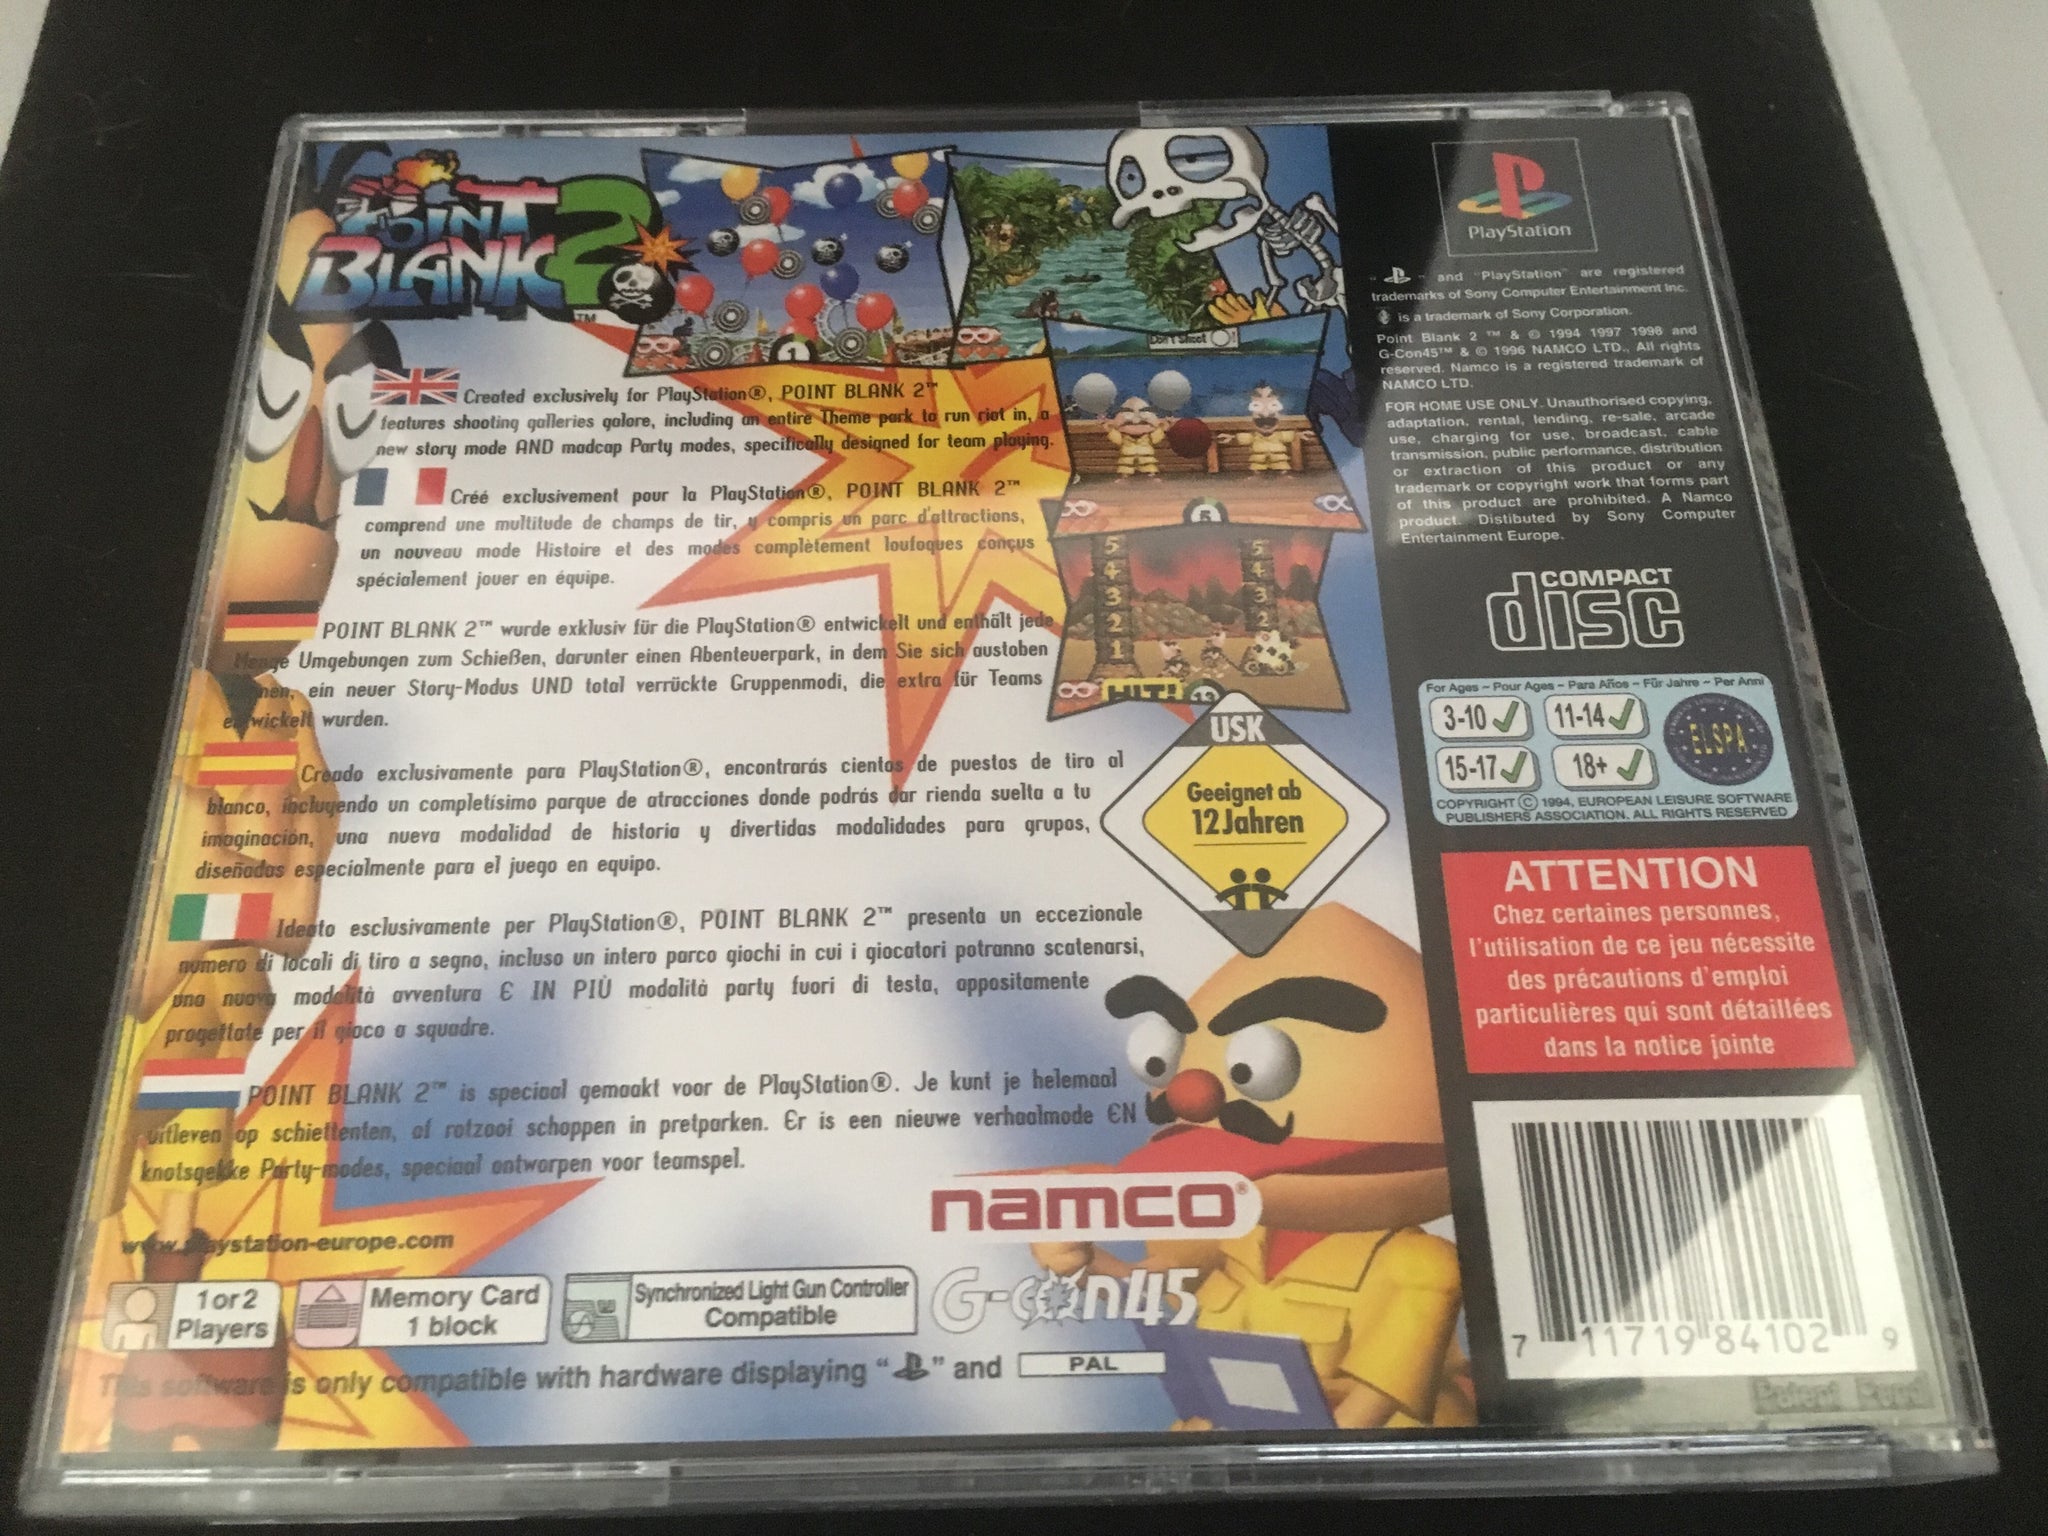 POINT
BLANK 2
TM
1
Don't Shoot !
5
5 5
4 4
3 3
2 2
1
HIT! 13
Created exclusively for PlayStation®, POINT BLANK 2™
features shooting galleries galore, including an entire Theme park to run riot in, a
new story mode AND madcap Party modes, specifically designed for team playing.
Créé exclusivement pour la PlayStation®, POINT BLANK 2™
comprend une multitude de champs de tir, y compris un parc d'attractions,
un nouveau mode Histoire et des modes complètement loufoques conçus
spécialement jouer en équipe.
POINT BLANK 2™ wurde exklusiv für die PlayStation® entwickelt und enthält jede
Menge Umgebungen zum Schießen, darunter einen Abenteuerpark, in dem Sie sich austoben
ein neuer Story-Modus UND total verrückte Gruppenmodi, die extra für Teams
entwickelt wurden.
Creado exclusivamente para PlayStation®, encontrarás cientos de puestos de tiro al
blanco, incluyendo un completísimo parque de atracciones donde podrás dar rienda suelta a tu
imaginación, una nueva modalidad de historia y divertidas modalidades para grupos,
diseñadas especialmente para el juego en equipo.
Ideato esclusivamente per PlayStation®, POINT BLANK 2™ presenta un eccezionale
numero di locali di tiro a segno, incluso un intero parco giochi in cui i giocatori potranno scatenarsi,
una nuova modalità avventura E IN PIÙ modalità party fuori di testa, appositamente
progettate per il gioco a squadre.
POINT BLANK 2™ is speciaal gemaakt voor de PlayStation®. Je kunt je helemaal
uitleven op schiettenten, of rotzooi schoppen in pretparken. Er is een nieuwe verhaalmode EN
knotsgekke Party-modes, speciaal ontworpen voor teamspel.
USK
Geeignet ab
12 Jahren
namco®
www.playstation-europe.com
1 or 2
Players
Memory Card
1 block
Synchronized Light Gun Controller
Compatible
G-con45
This software is only compatible with hardware displaying “ ” and PAL
PlayStation
“ ” and "PlayStation" are registered
trademarks of Sony Computer Entertainment Inc.
is a trademark of Sony Corporation.
Point Blank 2 ™ & © 1994 1997 1998 and
G-Con45™ & © 1996 NAMCO LTD., All rights
reserved. Namco is a registered trademark of
NAMCO LTD.
FOR HOME USE ONLY. Unauthorised copying,
adaptation, rental, lending, re-sale, arcade
use, charging for use, broadcast, cable
transmission, public performance, distribution
or extraction of this product or any
trademark or copyright work that forms part
of this product are prohibited. A Namco
product. Distibuted by Sony Computer
Entertainment Europe.
COMPACT
disc
For Ages ~ Pour Ages ~ Para Años ~ Für Jahre ~ Per Anni
3-10 11-14
15-17 18+
ELSPA
COPYRIGHT © 1994, EUROPEAN LEISURE SOFTWARE
PUBLISHERS ASSOCIATION. ALL RIGHTS RESERVED
ATTENTION
Chez certaines personnes,
l'utilisation de ce jeu nécessite
des précautions d'emploi
particulières qui sont détaillées
dans la notice jointe
7 11719 84102 9